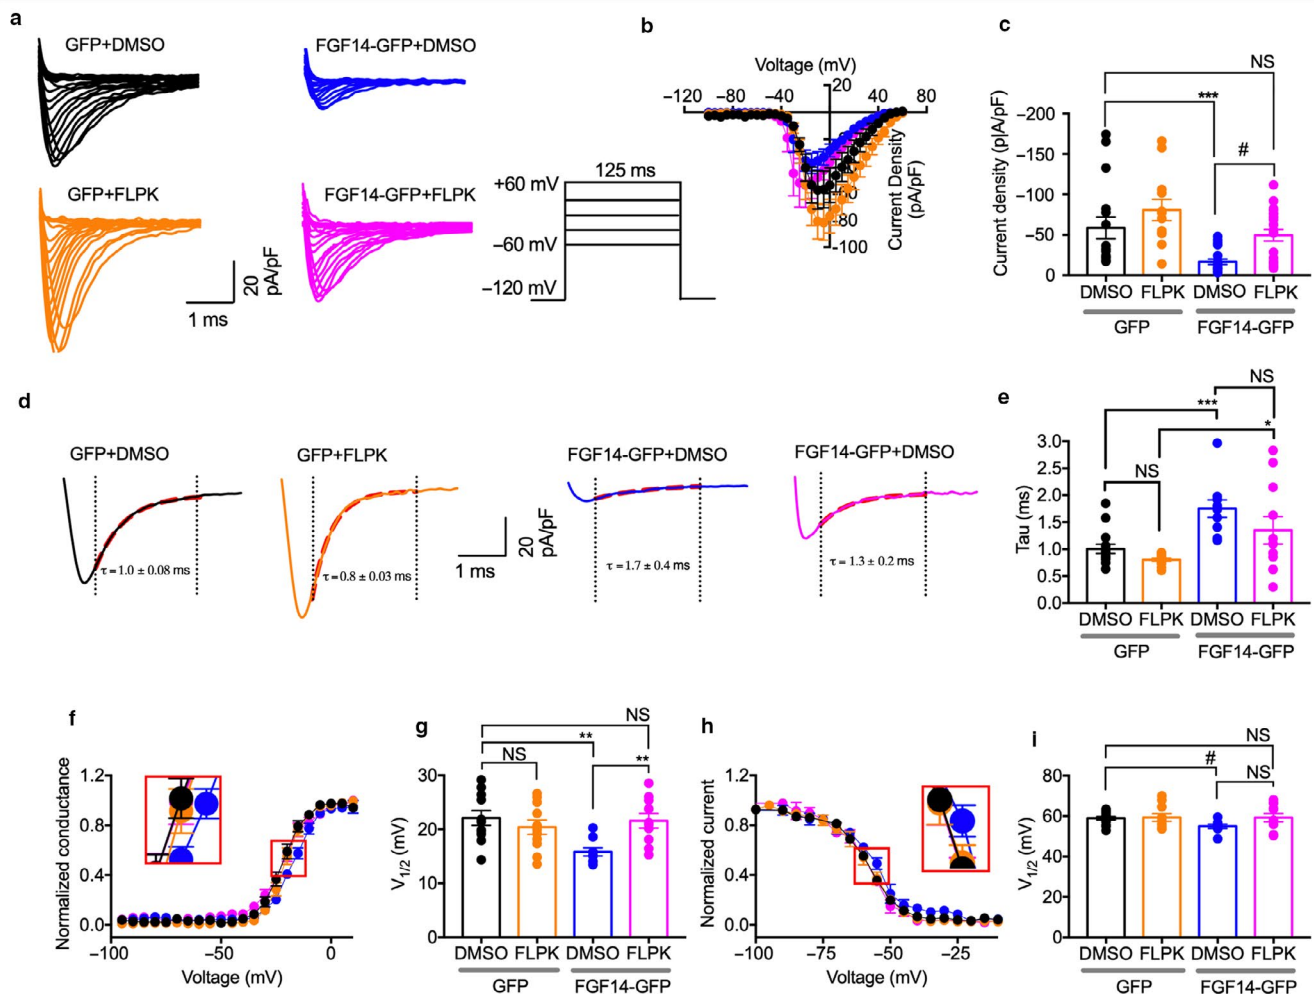 a
GFP+DMSO
FGF14-GFP+DMSO
GFP+FLPK
FGF14-GFP+FLPK
20
pA/pF
1 ms
+60 mV
125 ms
−60 mV
−120 mV
b
Voltage (mV)
20
−120 −80 −40 40 80
-80
-100
Current Density
(pA/pF)
c
NS
***
#
Current density (p|A/pF)
−200
−150
−100
−50
0
DMSO FLPK DMSO FLPK
GFP FGF14-GFP
d
GFP+DMSO
GFP+FLPK
FGF14-GFP+DMSO
FGF14-GFP+DMSO
τ = 1.0 ± 0.08 ms
τ = 0.8 ± 0.03 ms
τ = 1.7 ± 0.4 ms
τ = 1.3 ± 0.2 ms
20
pA/pF
1 ms
e
NS
***
*
NS
Tau (ms)
3.0
2.5
2.0
1.5
1.0
0.5
0.0
DMSO FLPK DMSO FLPK
GFP FGF14-GFP
f
Normalized conductance
1.2
0.8
0.4
0.0
−100 −50 0
Voltage (mV)
g
NS
**
NS
**
V1/2 (mV)
30
20
10
0
DMSO FLPK DMSO FLPK
GFP FGF14-GFP
h
Normalized current
1.2
0.8
0.4
0.0
−100 −75 −50 −25
Voltage (mV)
i
NS
#
NS
V1/2 (mV)
80
60
40
20
0
DMSO FLPK DMSO FLPK
GFP FGF14-GFP